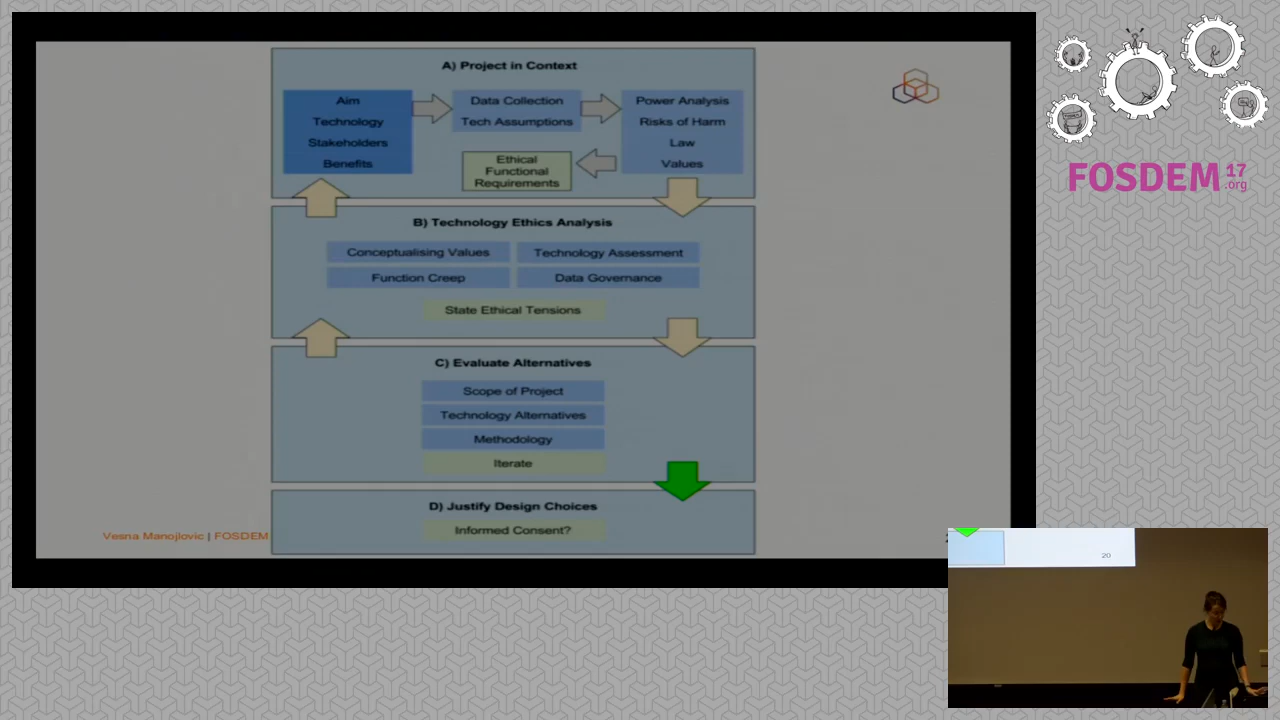 A) Project in Context
Aim
Technology
Stakeholders
Benefits
Data Collection
Tech Assumptions
Power Analysis
Risks of Harm
Law
Values
Ethical
Functional
Requirements
B) Technology Ethics Analysis
Conceptualising Values
Technology Assessment
Function Creep
Data Governance
State Ethical Tensions
C) Evaluate Alternatives
Scope of Project
Technology Alternatives
Methodology
Iterate
D) Justify Design Choices
Informed Consent?
Vesna Manojlovic | FOSDEM
FOSDEM 17
.org
20